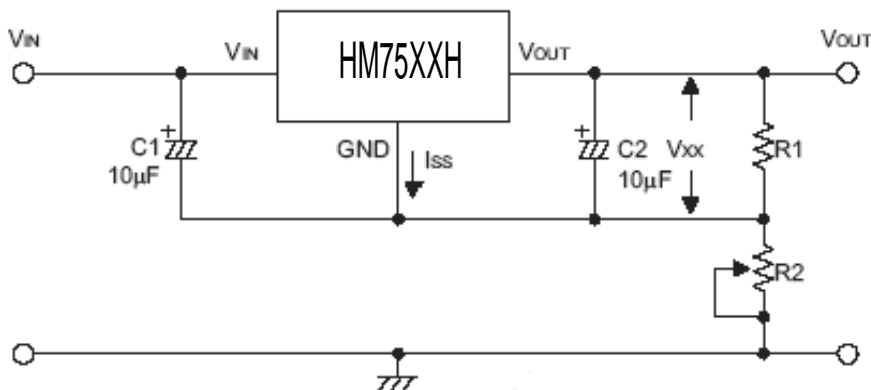 VIN
VIN
HM75XXH
VOUT
VOUT
C1
10μF
GND
ISS
C2
10μF
VXX
R1
R2